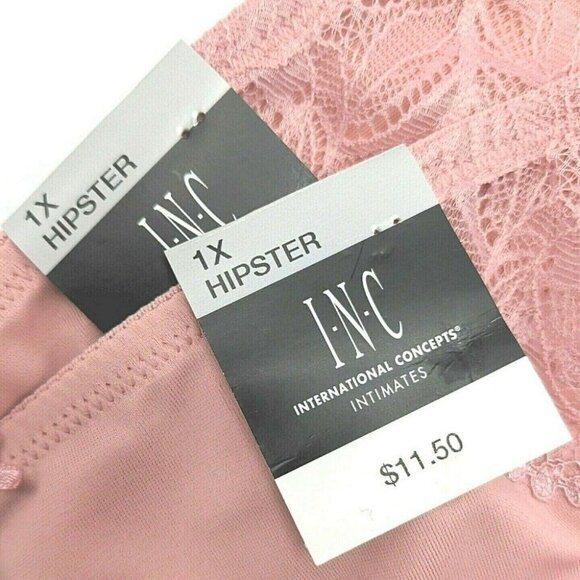 1X
HIPSTER
I·N·C
1X
HIPSTER
I·N·C
INTERNATIONAL CONCEPTS®
INTIMATES
$11.50